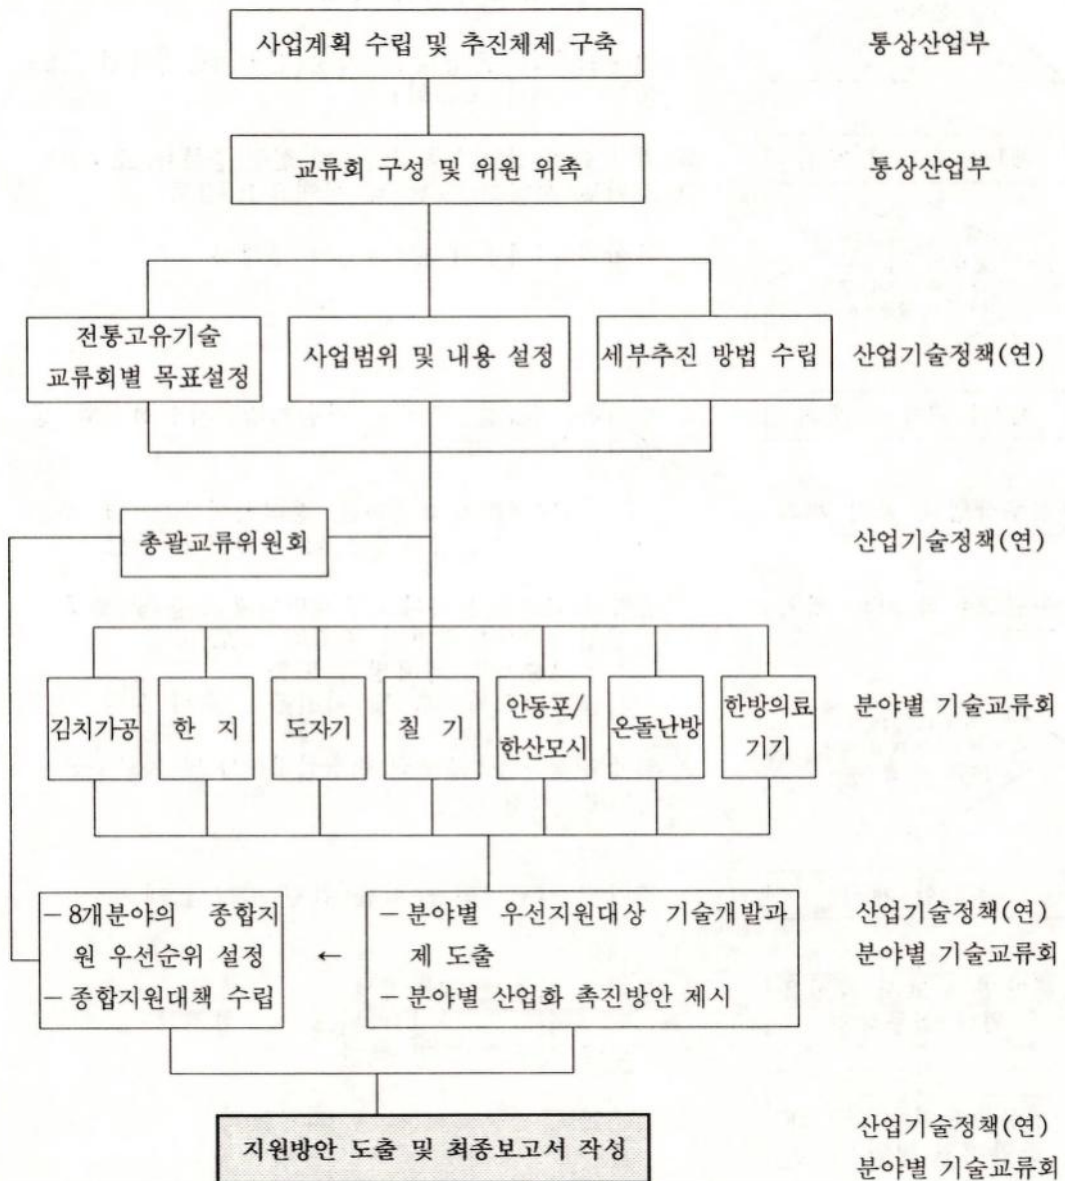 사업계획 수립 및 추진체제 구축
통상산업부
교류회 구성 및 위원 위촉
통상산업부
전통고유기술
교류회별 목표설정
사업범위 및 내용 설정
세부추진 방법 수립
산업기술정책(연)
총괄교류위원회
산업기술정책(연)
김치가공
한 지
도자기
칠 기
안동포/
한산모시
온돌난방
한방의료
기기
분야별 기술교류회
- 8개분야의 종합지
원 우선순위 설정
- 종합지원대책 수립
←
- 분야별 우선지원대상 기술개발과
제 도출
- 분야별 산업화 촉진방안 제시
산업기술정책(연)
분야별 기술교류회
지원방안 도출 및 최종보고서 작성
산업기술정책(연)
분야별 기술교류회